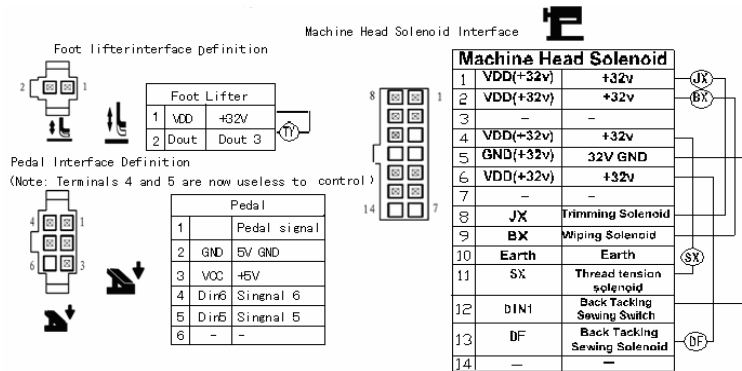 Machine Head Solenoid Interface
Foot lifterinterface Definition
2 1
Foot Lifter
1 VDD +32V
2 Dout Dout 3
TY
Pedal Interface Definition
(Note: Terminals 4 and 5 are now useless to control)
4 1
6 3
Pedal
1 Pedal signal
2 GND 5V GND
3 VCC +5V
4 Din6 Singnal 6
5 Din5 Singnal 5
6 - -
8 1
14 7
Machine Head Solenoid
1 VDD(+32v) +32v JX
2 VDD(+32v) +32v BX
3 - -
4 VDD(+32v) +32v
5 GND(+32v) 32V GND
6 VDD(+32v) +32v
7 - -
8 JX Trimming Solenoid
9 BX Wiping Solenoid
10 Earth Earth SX
11 SX Thread tension
solenoid
12 DIN1 Back Tacking
Sewing Switch
13 DF Back Tacking
Sewing Solenoid DF
14 — —